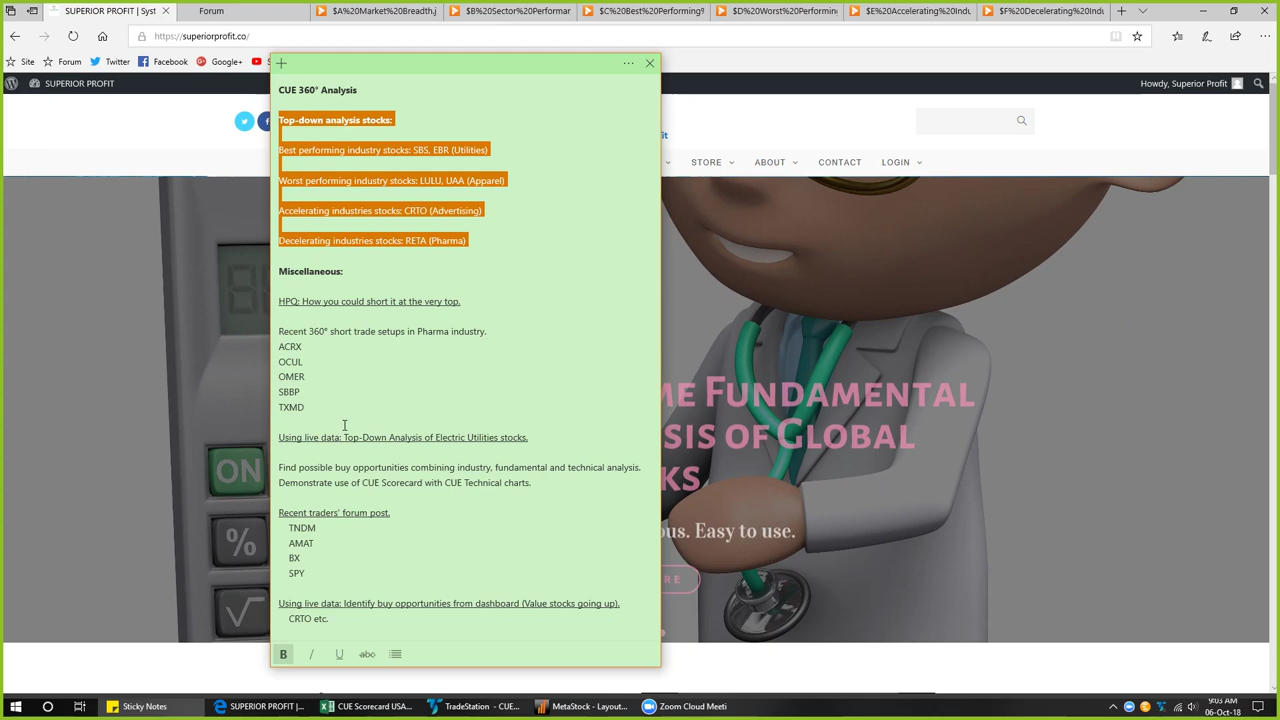 SUPERIOR PROFIT | Syst
Forum
$A%20Market%20Breadth.j
$B%20Sector%20Performar
$C%20Best%20Performing9
$D%20Worst%20Performing
$E%20Accelerating%20Indu
$F%20Decelerating%20Indu
https://superiorprofit.co/
Site
Forum
Twitter
Facebook
Google+
SUPERIOR PROFIT
Howdy, Superior Profit
STORE
ABOUT
CONTACT
LOGIN
CUE 360° Analysis
Top-down analysis stocks:
Best performing industry stocks: SBS, EBR (Utilities)
Worst performing industry stocks: LULU, UAA (Apparel)
Accelerating industries stocks: CRTO (Advertising)
Decelerating industries stocks: RETA (Pharma)
Miscellaneous:
HPQ: How you could short it at the very top.
Recent 360° short trade setups in Pharma industry.
ACRX
OCUL
OMER
SBBP
TXMD
Using live data: Top-Down Analysis of Electric Utilities stocks.
Find possible buy opportunities combining industry, fundamental and technical analysis.
Demonstrate use of CUE Scorecard with CUE Technical charts.
Recent traders' forum post.
TNDM
AMAT
BX
SPY
Using live data: Identify buy opportunities from dashboard (Value stocks going up).
CRTO etc.
B / U abc
ON
%
√
ME FUNDAMENTAL
SIS OF GLOBAL
KS
ous. Easy to use.
RE
Sticky Notes
SUPERIOR PROFIT |...
CUE Scorecard USA...
TradeStation - CUE...
MetaStock - Layout...
Zoom Cloud Meeti
9:03 AM
06-Oct-18